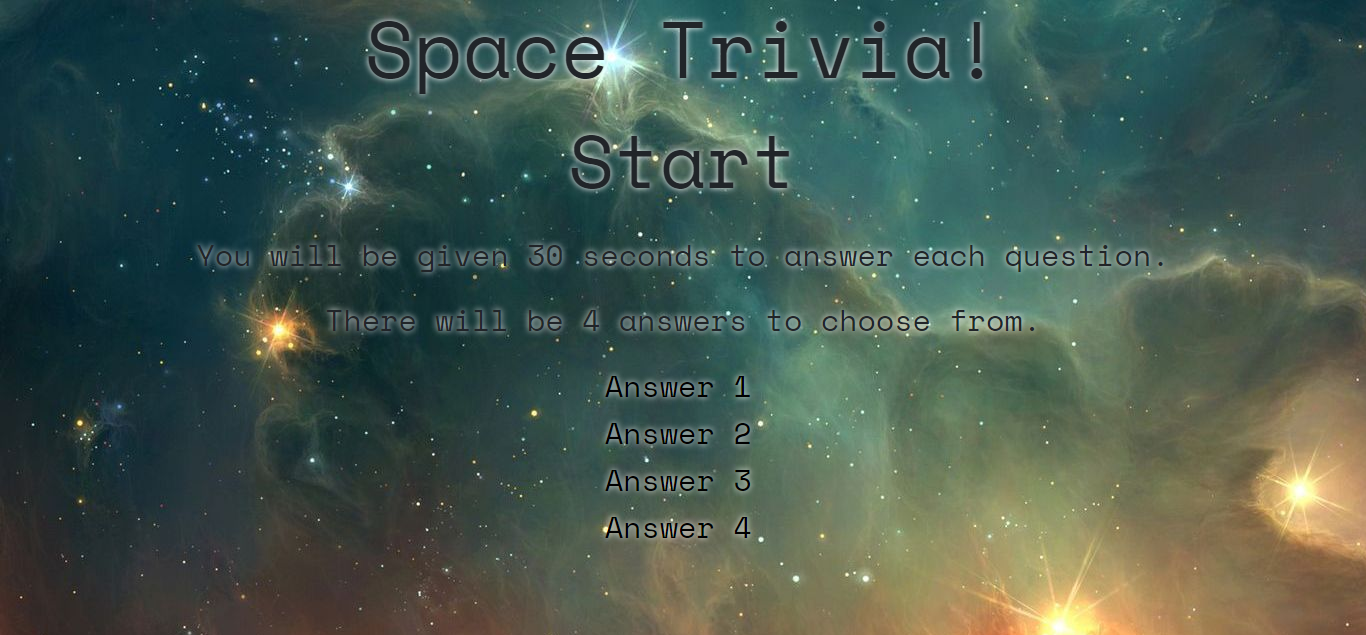 Space Trivia!
Start
You will be given 30 seconds to answer each question.
There will be 4 answers to choose from.
Answer 1
Answer 2
Answer 3
Answer 4